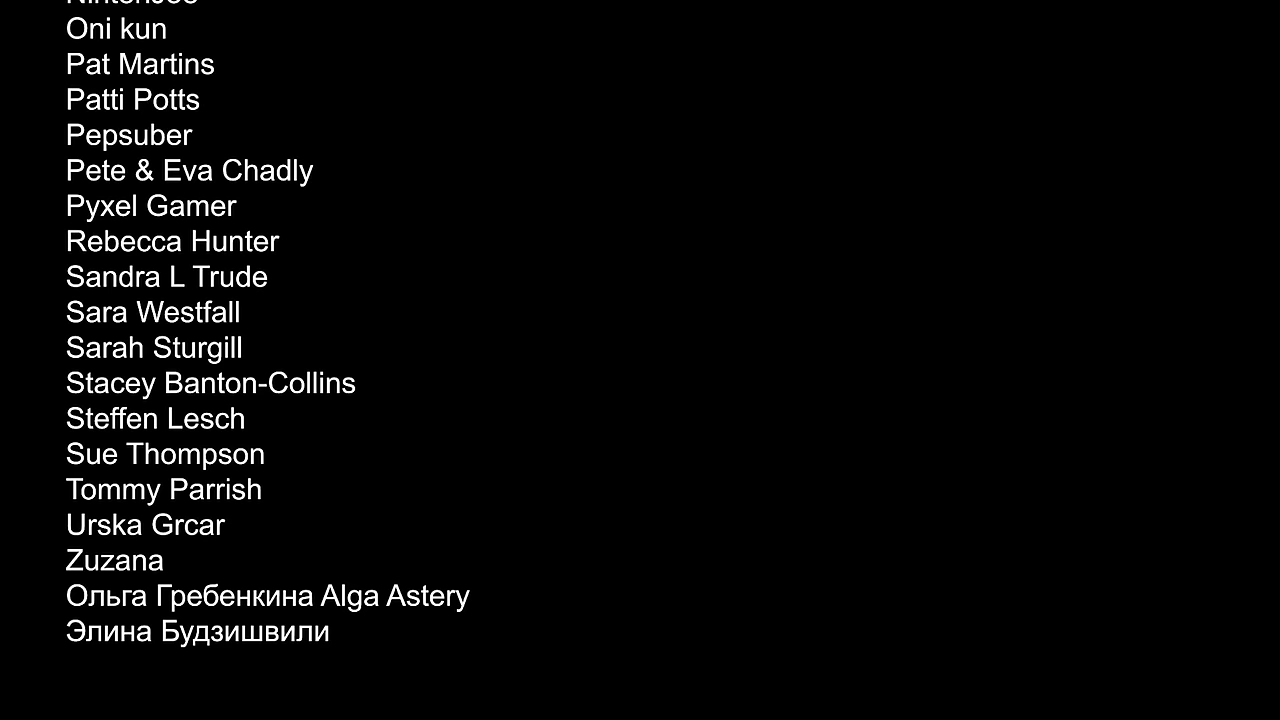 Oni kun
Pat Martins
Patti Potts
Pepsuber
Pete & Eva Chadly
Pyxel Gamer
Rebecca Hunter
Sandra L Trude
Sara Westfall
Sarah Sturgill
Stacey Banton-Collins
Steffen Lesch
Sue Thompson
Tommy Parrish
Urska Grcar
Zuzana
Ольга Гребенкина Alga Astery
Элина Будзишвили